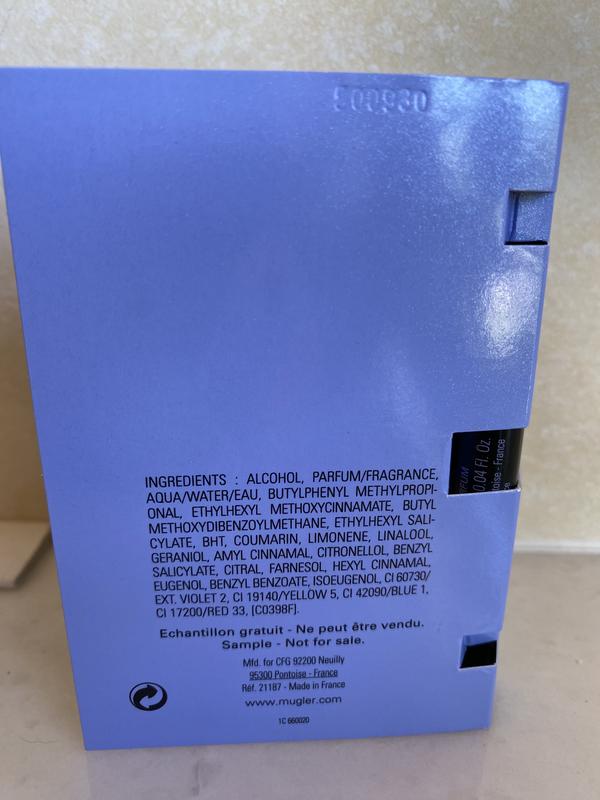 500930
0.04 Fl. Oz.
toise - France
INGREDIENTS : ALCOHOL, PARFUM/FRAGRANCE,
AQUA/WATER/EAU, BUTYLPHENYL METHYLPROPI-
ONAL, ETHYLHEXYL METHOXYCINNAMATE, BUTYL
METHOXYDIBENZOYLMETHANE, ETHYLHEXYL SALI-
CYLATE, BHT, COUMARIN, LIMONENE, LINALOOL,
GERANIOL, AMYL CINNAMAL, CITRONELLOL, BENZYL
SALICYLATE, CITRAL, FARNESOL, HEXYL CINNAMAL,
EUGENOL, BENZYL BENZOATE, ISOEUGENOL, CI 60730/
EXT. VIOLET 2, CI 19140/YELLOW 5, CI 42090/BLUE 1,
CI 17200/RED 33, [C0398F].
Echantillon gratuit - Ne peut être vendu.
Sample - Not for sale.
Mfd. for CFG 92200 Neuilly
95300 Pontoise - France
Réf. 21187 - Made in France
www.mugler.com
1C 660020